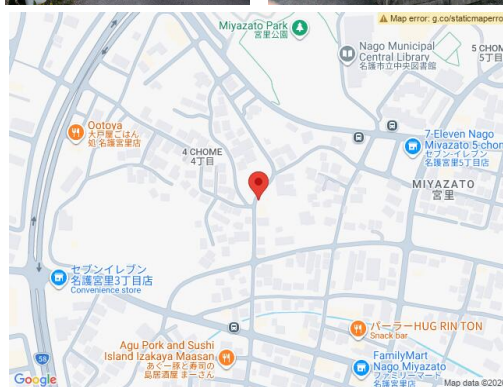 Map error: g.co/staticmaperro
Miyazato Park
宮里公園
Nago Municipal
Central Library
名護市立中央図書館
5 CHOME
5丁目
Ootoya
大戸屋ごはん
処 名護宮里店
4 CHOME
4丁目
7-Eleven Nago
Miyazato 5-chom
セブン-イレブン
名護宮里5丁目店
MIYAZATO
宮里
セブンイレブン
名護宮里3丁目店
Convenience store
58
Agu Pork and Sushi
Island Izakaya Maasan
あぐー豚と寿司の
島居酒屋 まーさん
パーラーHUG RIN TON
Snack bar
FamilyMart
Nago Miyazato
ファミリーマート
名護宮里店
Google
Map data ©202